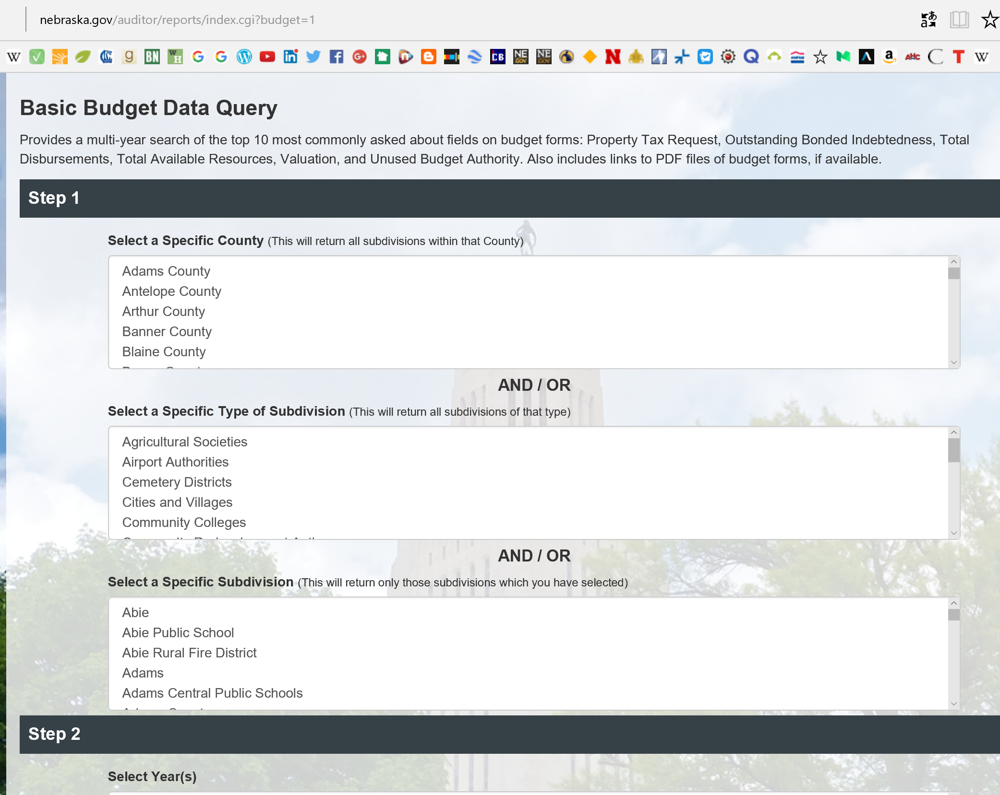 nebraska.gov/auditor/reports/index.cgi?budget=1
Basic Budget Data Query
Provides a multi-year search of the top 10 most commonly asked about fields on budget forms: Property Tax Request, Outstanding Bonded Indebtedness, Total
Disbursements, Total Available Resources, Valuation, and Unused Budget Authority. Also includes links to PDF files of budget forms, if available.
Step 1
Select a Specific County (This will return all subdivisions within that County)
Adams County
Antelope County
Arthur County
Banner County
Blaine County
AND / OR
Select a Specific Type of Subdivision (This will return all subdivisions of that type)
Agricultural Societies
Airport Authorities
Cemetery Districts
Cities and Villages
Community Colleges
AND / OR
Select a Specific Subdivision (This will return only those subdivisions which you have selected)
Abie
Abie Public School
Abie Rural Fire District
Adams
Adams Central Public Schools
Step 2
Select Year(s)